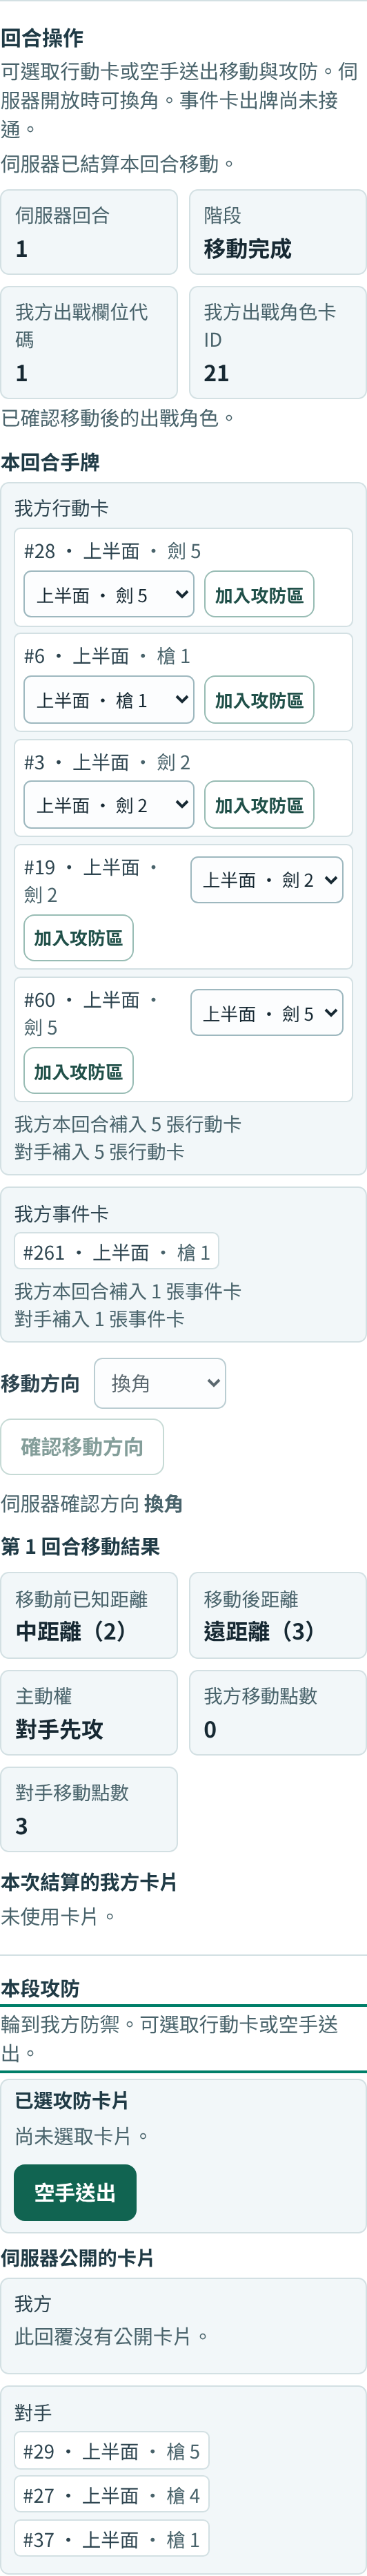 回合操作
可選取行動卡或空手送出移動與攻防。伺
服器開放時可換角。事件卡出牌尚未接
通。
伺服器已結算本回合移動。
伺服器回合
1
階段
移動完成
我方出戰欄位代
碼
1
我方出戰角色卡
ID
21
已確認移動後的出戰角色。
本回合手牌
我方行動卡
#28 · 上半面 · 劍 5
上半面 · 劍 5
加入攻防區
#6 · 上半面 · 槍 1
上半面 · 槍 1
加入攻防區
#3 · 上半面 · 劍 2
上半面 · 劍 2
加入攻防區
#19 · 上半面 ·
劍 2
上半面 · 劍 2
加入攻防區
#60 · 上半面 ·
劍 5
上半面 · 劍 5
加入攻防區
我方本回合補入 5 張行動卡
對手補入 5 張行動卡
我方事件卡
#261 · 上半面 · 槍 1
我方本回合補入 1 張事件卡
對手補入 1 張事件卡
移動方向
換角
確認移動方向
伺服器確認方向 換角
第 1 回合移動結果
移動前已知距離
中距離（2）
移動後距離
遠距離（3）
主動權
對手先攻
我方移動點數
0
對手移動點數
3
本次結算的我方卡片
未使用卡片。
本段攻防
輪到我方防禦。可選取行動卡或空手送
出。
已選攻防卡片
尚未選取卡片。
空手送出
伺服器公開的卡片
我方
此回覆沒有公開卡片。
對手
#29 · 上半面 · 槍 5
#27 · 上半面 · 槍 4
#37 · 上半面 · 槍 1